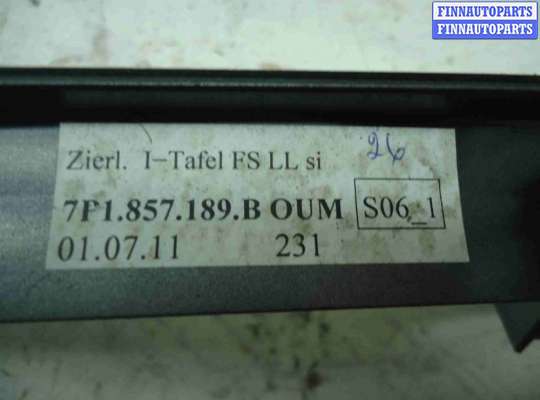 FINNAUTOPARTS
FINNAUTOPARTS
Zierl. I-Tafel FS LL si 26
7P1.857.189.B OUM S06_1
01.07.11 231